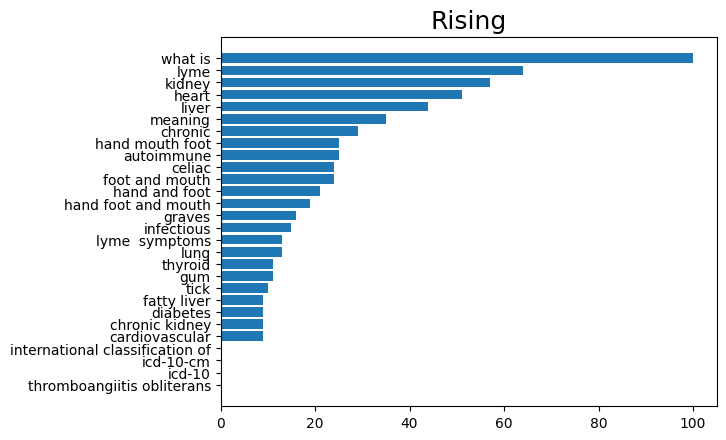 Rising
what is
lyme
kidney
heart
liver
meaning
chronic
hand mouth foot
autoimmune
celiac
foot and mouth
hand and foot
hand foot and mouth
graves
infectious
lyme  symptoms
lung
thyroid
gum
tick
fatty liver
diabetes
chronic kidney
cardiovascular
international classification of
icd-10-cm
icd-10
thromboangiitis obliterans
0 20 40 60 80 100